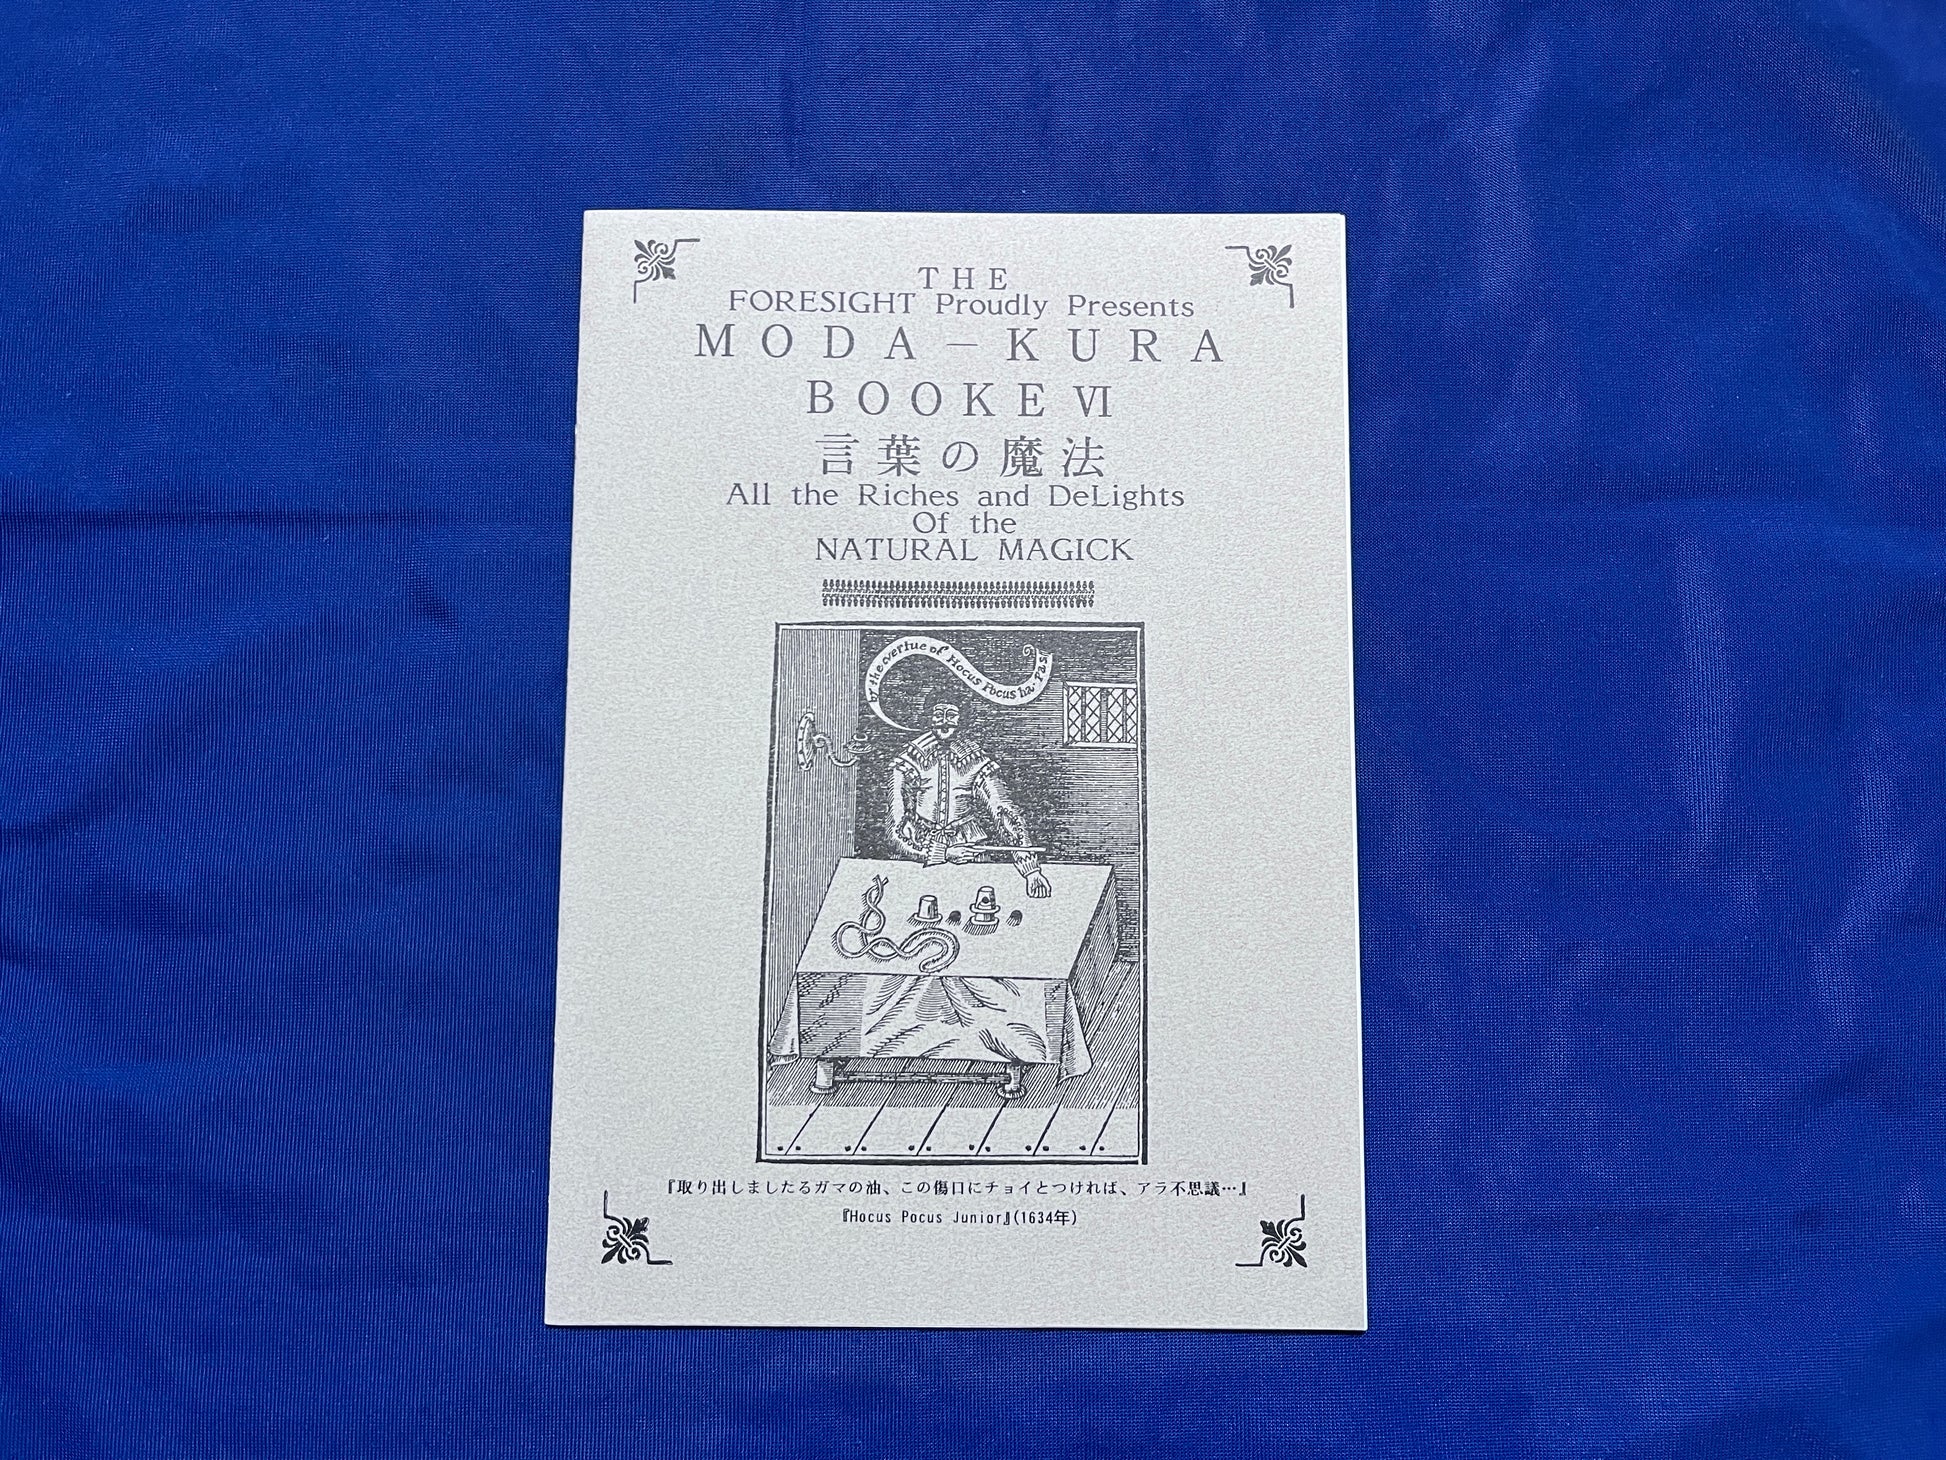 THE
FORESIGHT Proudly Presents
MODA－KURA
BOOKE Ⅵ
言葉の魔法
All the Riches and DeLights
Of the
NATURAL MAGICK
by the vertue of Hocus Pocus ha. Pas
『取り出しましたるガマの油、この傷口にチョイとつければ、アラ不思議…』
『Hocus Pocus Junior』(1634年)